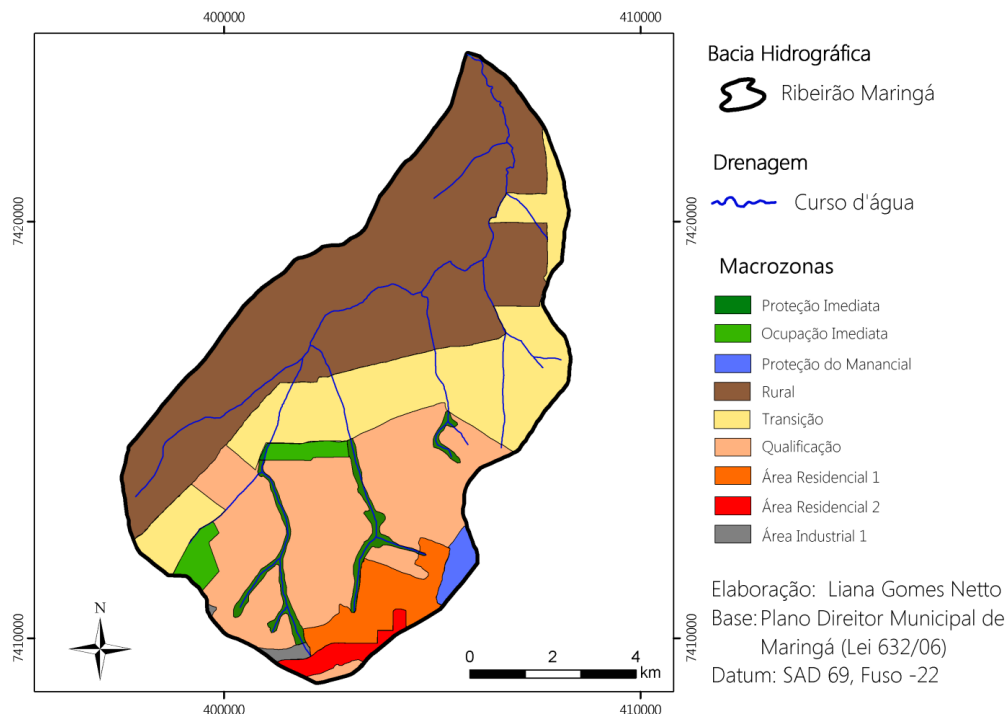 400000
410000
7420000
7420000
7410000
7410000
N
0
2
4
km
400000
410000
Bacia Hidrográfica
Ribeirão Maringá
Drenagem
Curso d'água
Macrozonas
Proteção Imediata
Ocupação Imediata
Proteção do Manancial
Rural
Transição
Qualificação
Área Residencial 1
Área Residencial 2
Área Industrial 1
Elaboração: Liana Gomes Netto
Base: Plano Diretor Municipal de
Maringá (Lei 632/06)
Datum: SAD 69, Fuso -22